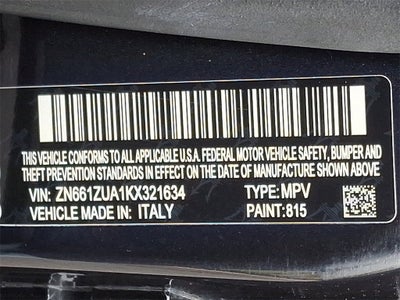 THIS VEHICLE CONFORMS TO ALL APPLICABLE U.S.A. FEDERAL MOTOR VEHICLE SAFETY, BUMPER AND
THEFT PREVENTION STANDARDS IN EFFECT ON THE DATE OF MANUFACTURE SHOWN ABOVE.
VIN: ZN661ZUA1KX321634 TYPE: MPV
VEHICLE MADE IN: ITALY PAINT: 815